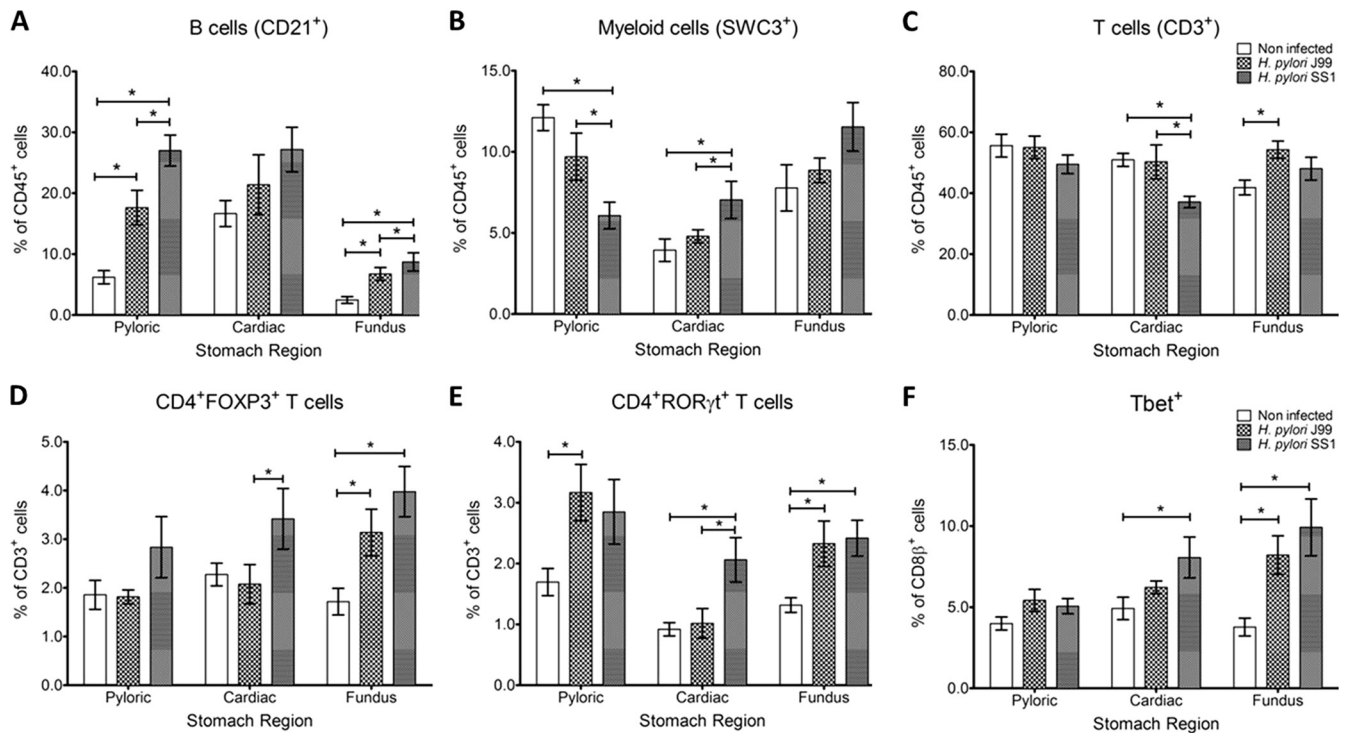 A
B cells (CD21⁺)
% of CD45⁺ cells
40.0
30.0
20.0
10.0
0.0
*
*
*
*
*
*
Pyloric Cardiac Fundus
Stomach Region
B
Myeloid cells (SWC3⁺)
% of CD45⁺ cells
15.0
10.0
5.0
0.0
*
*
*
*
Pyloric Cardiac Fundus
Stomach Region
C
T cells (CD3⁺)
Non infected
H. pylori J99
H. pylori SS1
% of CD45⁺ cells
80.0
60.0
40.0
20.0
0.0
*
*
*
Pyloric Cardiac Fundus
Stomach Region
D
CD4⁺FOXP3⁺ T cells
% of CD3⁺ cells
5.0
4.0
3.0
2.0
1.0
0.0
*
*
*
Pyloric Cardiac Fundus
Stomach Region
E
CD4⁺RORγt⁺ T cells
% of CD3⁺ cells
4.0
3.0
2.0
1.0
0.0
*
*
*
*
*
Pyloric Cardiac Fundus
Stomach Region
F
Tbet⁺
Non infected
H. pylori J99
H. pylori SS1
% of CD8β⁺ cells
15.0
10.0
5.0
0.0
*
*
*
Pyloric Cardiac Fundus
Stomach Region